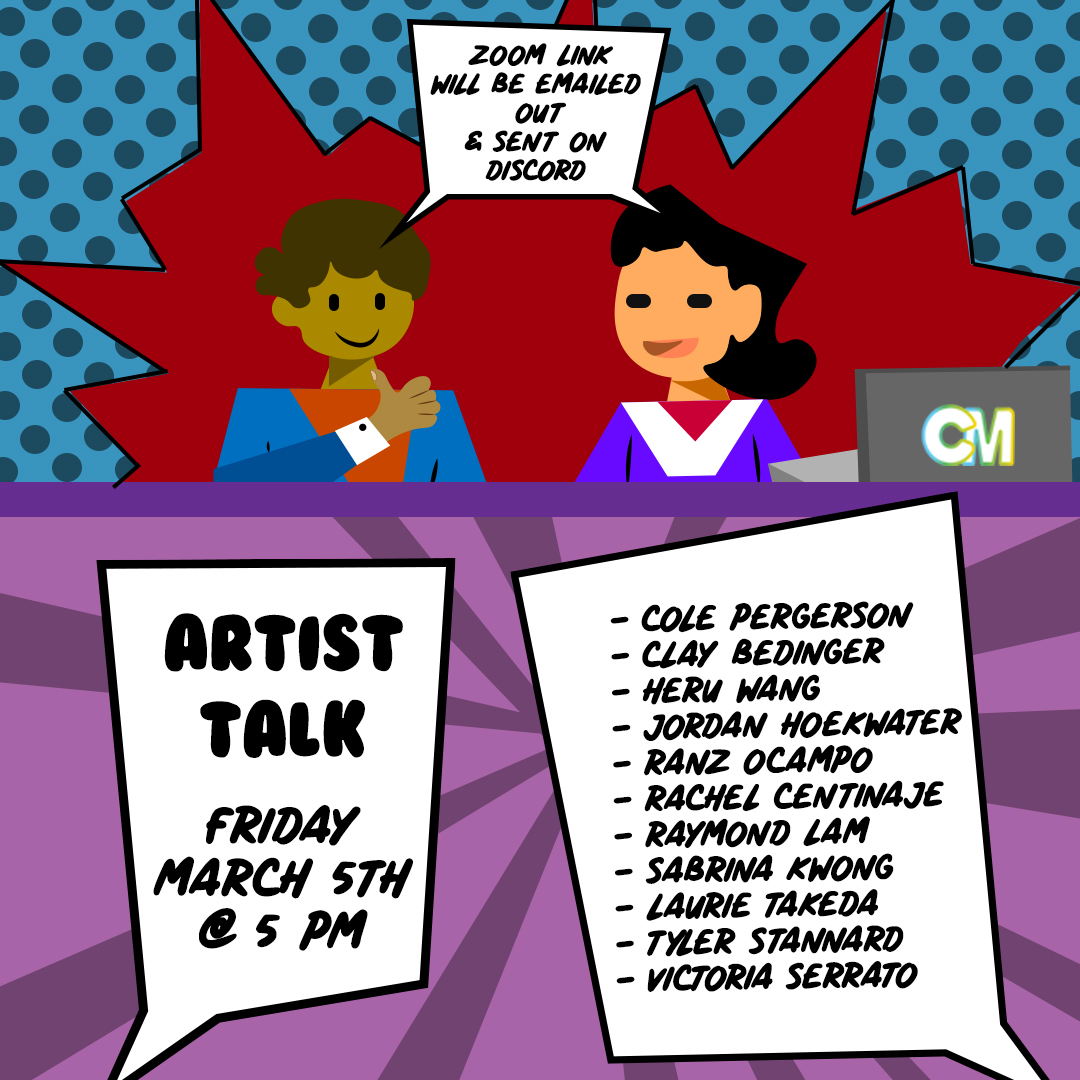 ZOOM LINK
WILL BE EMAILED
OUT
& SENT ON
DISCORD
CM
ARTIST
TALK
FRIDAY
MARCH 5TH
@ 5 PM
- COLE PERGERSON
- CLAY BEDINGER
- HERU WANG
- JORDAN HOEKWATER
- RANZ OCAMPO
- RACHEL CENTINAJE
- RAYMOND LAM
- SABRINA KWONG
- LAURIE TAKEDA
- TYLER STANNARD
- VICTORIA SERRATO